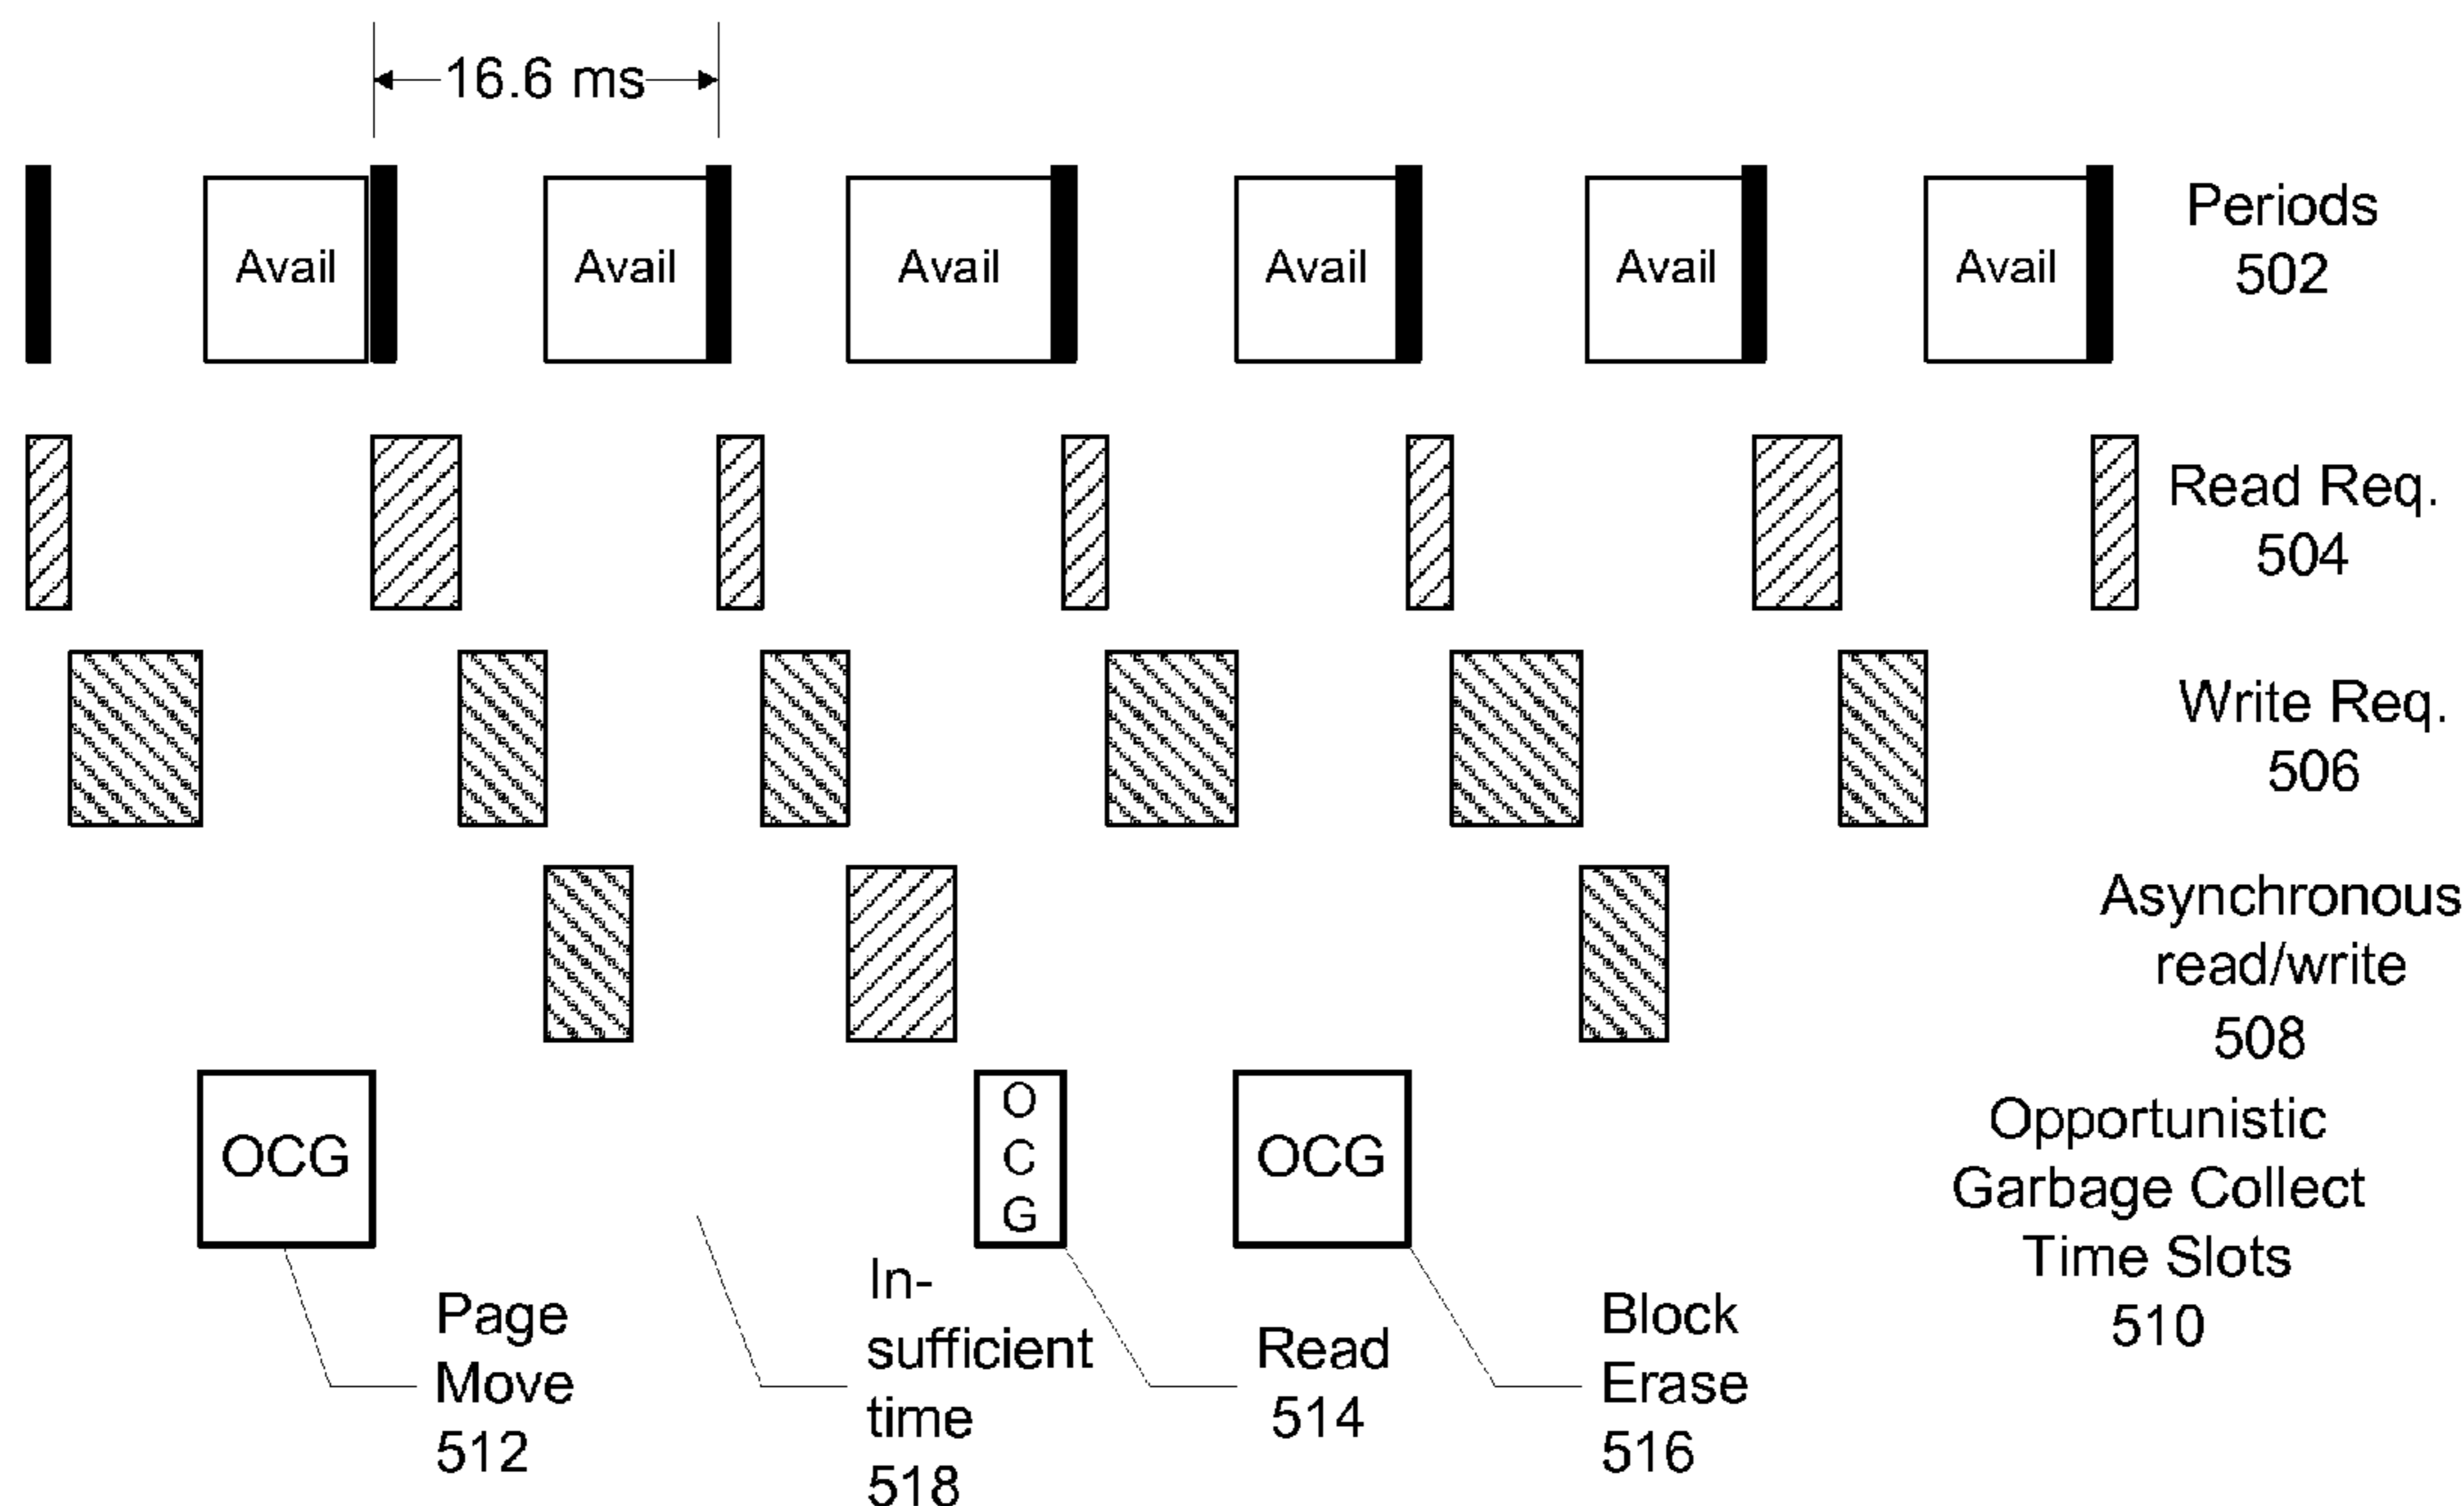 16.6 ms
Avail
Avail
Avail
Avail
Avail
Avail
Periods
502
Read Req.
504
Write Req.
506
Asynchronous
read/write
508
OCG
O
C
G
OCG
Opportunistic
Garbage Collect
Time Slots
510
Page
Move
512
In-
sufficient
time
518
Read
514
Block
Erase
516